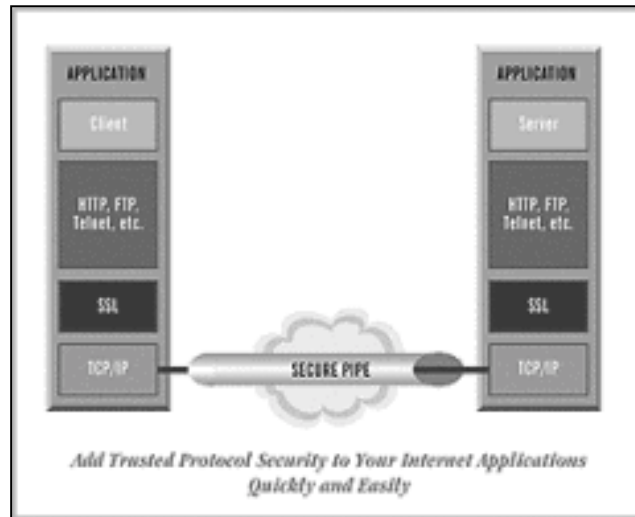 APPLICATION
Client
HTTP, FTP,
Telnet, etc.
SSL
TCP/IP
SECURE PIPE
APPLICATION
Server
HTTP, FTP,
Telnet, etc.
SSL
TCP/IP
Add Trusted Protocol Security to Your Internet Applications
Quickly and Easily